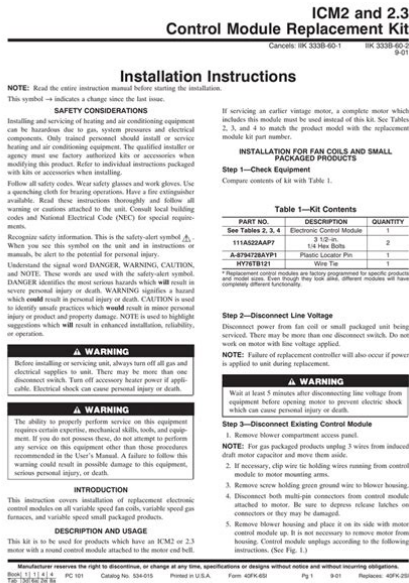 ICM2 and 2.3
Control Module Replacement Kit
Cancels: IIK 333B-60-1 IIK 333B-60-2
9-01
Installation Instructions
NOTE: Read the entire instruction manual before starting the installation.
This symbol → indicates a change since the last issue.
SAFETY CONSIDERATIONS
Installing and servicing of heating and air conditioning equipment
can be hazardous due to gas, system pressures and electrical
components. Only trained personnel should install or service
heating and air conditioning equipment. The qualified installer or
agency must use factory authorized kits or accessories when
modifying this product. Refer to individual instructions packaged
with kits or accessories when installing.
Follow all safety codes. Wear safety glasses and work gloves. Use
a quenching cloth for brazing operations. Have a fire extinguisher
available. Read these instructions thoroughly and follow all
warning or cautions attached to the unit. Consult local building
codes and National Electrical Code (NEC) for special require-
ments.
Recognize safety information. This is the safety-alert symbol ⚠.
When you see this symbol on the unit and in instructions or
manuals, be alert to the potential for personal injury.
Understand the signal word DANGER, WARNING, CAUTION,
and NOTE. These words are used with the safety-alert symbol.
DANGER identifies the most serious hazards which will result in
severe personal injury or death. WARNING signifies a hazard
which could result in personal injury or death. CAUTION is used
to identify unsafe practices which would result in minor personal
injury or product and property damage. NOTE is used to highlight
suggestions which will result in enhanced installation, reliability,
or operation.
⚠ WARNING
Before installing or servicing unit, always turn off all gas and
electrical supplies to unit. There may be more than one
disconnect switch. Turn off accessory heater power if appli-
cable. Electrical shock can cause personal injury or death.
⚠ WARNING
The ability to properly perform service on this equipment
requires certain expertise, mechanical skills, tools, and equip-
ment. If you do not possess these, do not attempt to perform
any service on this equipment other than those procedures
recommended in the User's Manual. A failure to follow this
warning could result in possible damage to this equipment,
serious personal injury, or death.
INTRODUCTION
This instruction covers installation of replacement electronic
control modules on all variable speed fan coils, variable speed gas
furnaces, and variable speed small packaged products.
DESCRIPTION AND USAGE
This kit is to be used for products which have an ICM2 or 2.3
motor with a round control module attached to the motor end bell.
If servicing an earlier vintage motor, a complete motor which
includes this module must be used instead of this kit. See Tables
2, 3, and 4 to match the product model with the replacement
module kit part number.
INSTALLATION FOR FAN COILS AND SMALL
PACKAGED PRODUCTS
Step 1—Check Equipment
Compare contents of kit with Table 1.
Table 1—Kit Contents
PART NO. DESCRIPTION QUANTITY
See Tables 2, 3, 4 Electronic Control Module 1
111A522AAP7 3 1/2-in. 1/4 Hex Bolts 2
A-8794728AYP1 Plastic Locator Pin 1
HY76TB121 Wire Tie 1
* Replacement control modules are factory programmed for specific products
and model sizes. Even though they look alike, different modules will have
completely different functionality.
Step 2—Disconnect Line Voltage
Disconnect power from fan coil or small packaged unit being
serviced. There may be more than one disconnect switch. Do not
work on motor with line voltage applied.
NOTE: Failure of replacement controller will also occur if power
is applied to unit during replacement.
⚠ WARNING
Wait at least 5 minutes after disconnecting line voltage from
equipment before opening motor to prevent electric shock
which can cause personal injury or death.
Step 3—Disconnect Existing Control Module
1. Remove blower compartment access panel.
NOTE: For gas packaged products unplug 3 wires from induced
draft motor capacitor and move them aside.
2. If necessary, clip wire tie holding wires running from control
module to motor mounting arms.
3. Remove screw holding green ground wire to blower housing.
4. Disconnect both multi-pin connectors from control module
attached to motor. Be sure to depress release latches on
connectors or they may be damaged.
5. Remove blower housing and place it on its side with motor
control module up. It is not necessary to remove motor from
housing. Control module unplugs according to the following
instructions. (See Fig. 1.)
Manufacturer reserves the right to discontinue, or change at any time, specifications or designs without notice and without incurring obligations.
Book 1 1 4 4 PC 101 Catalog No. 534-015 Printed in U.S.A. Form 40FK-6SI Pg 1 9-01 Replaces: 40FK-2SI